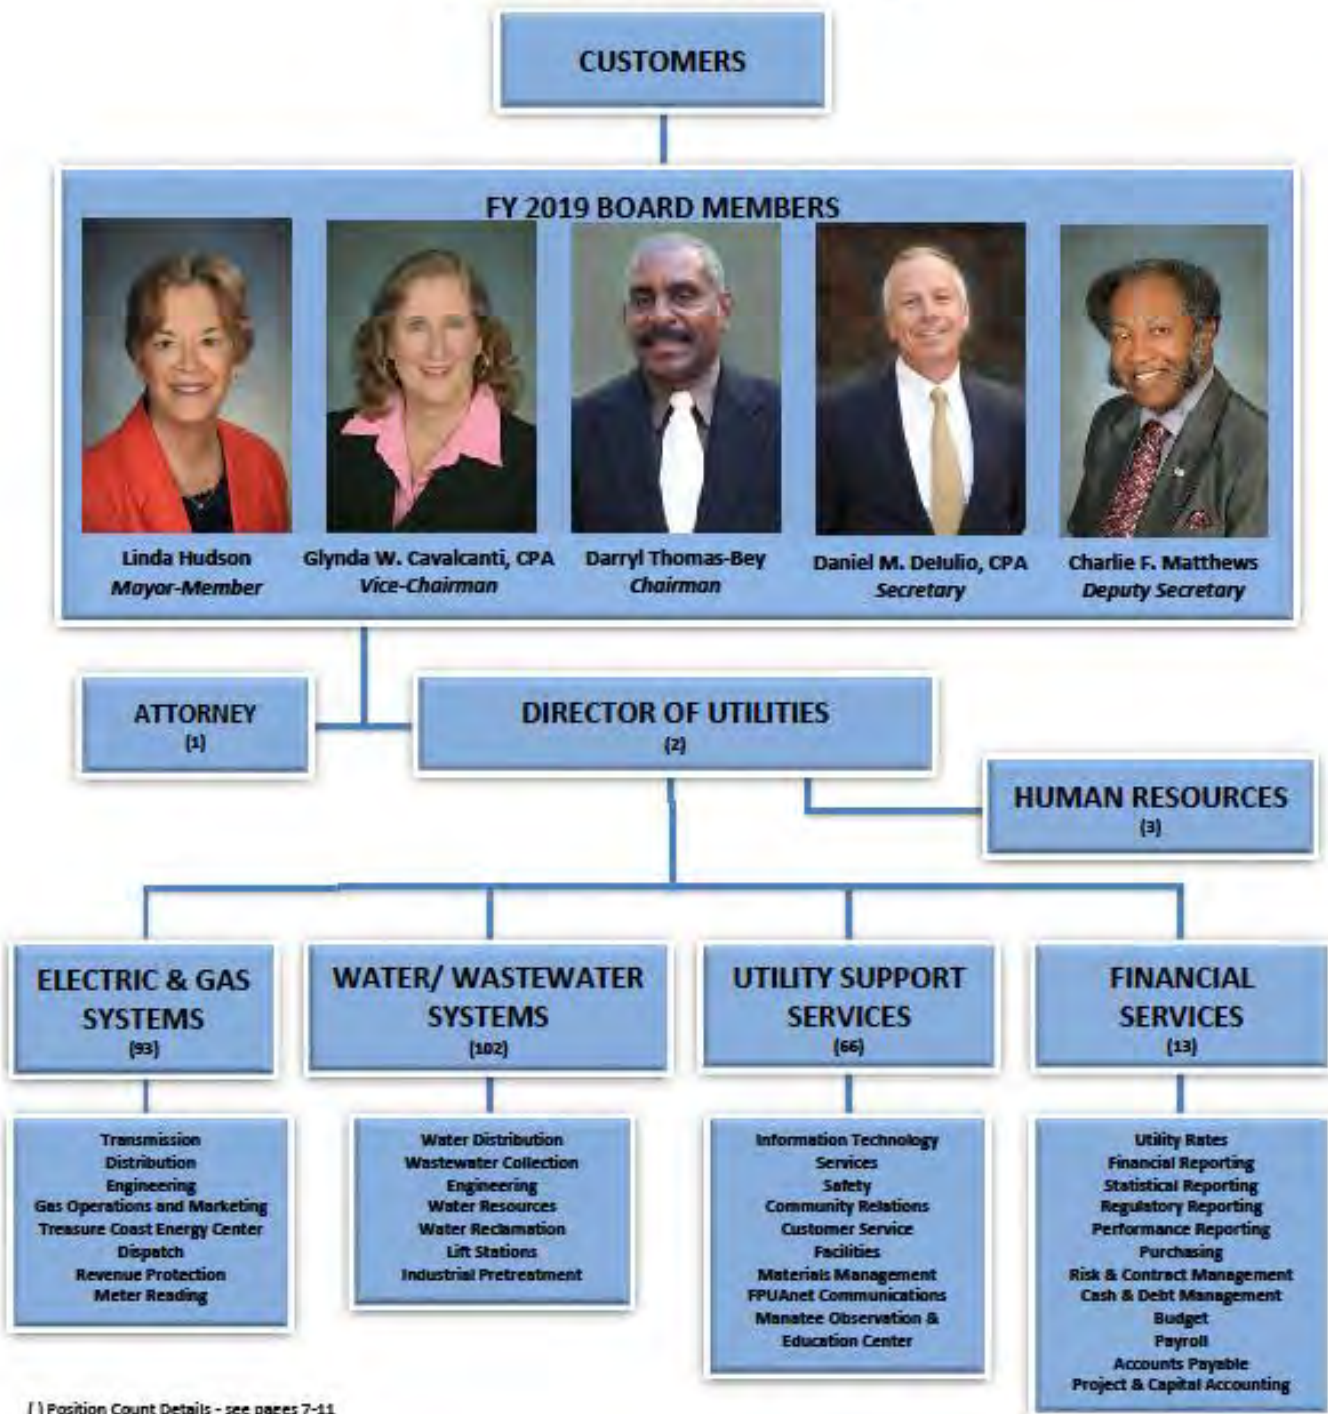 CUSTOMERS
FY 2019 BOARD MEMBERS
Linda Hudson
Mayor-Member
Glynda W. Cavalcanti, CPA
Vice-Chairman
Darryl Thomas-Bey
Chairman
Daniel M. DeIulio, CPA
Secretary
Charlie F. Matthews
Deputy Secretary
ATTORNEY
(1)
DIRECTOR OF UTILITIES
(2)
HUMAN RESOURCES
(3)
ELECTRIC & GAS
SYSTEMS
(93)
WATER/ WASTEWATER
SYSTEMS
(102)
UTILITY SUPPORT
SERVICES
(66)
FINANCIAL
SERVICES
(13)
Transmission
Distribution
Engineering
Gas Operations and Marketing
Treasure Coast Energy Center
Dispatch
Revenue Protection
Meter Reading
Water Distribution
Wastewater Collection
Engineering
Water Resources
Water Reclamation
Lift Stations
Industrial Pretreatment
Information Technology
Services
Safety
Community Relations
Customer Service
Facilities
Materials Management
FPUAnet Communications
Manatee Observation &
Education Center
Utility Rates
Financial Reporting
Statistical Reporting
Regulatory Reporting
Performance Reporting
Purchasing
Risk & Contract Management
Cash & Debt Management
Budget
Payroll
Accounts Payable
Project & Capital Accounting
( ) Position Count Details - see pages 7-11